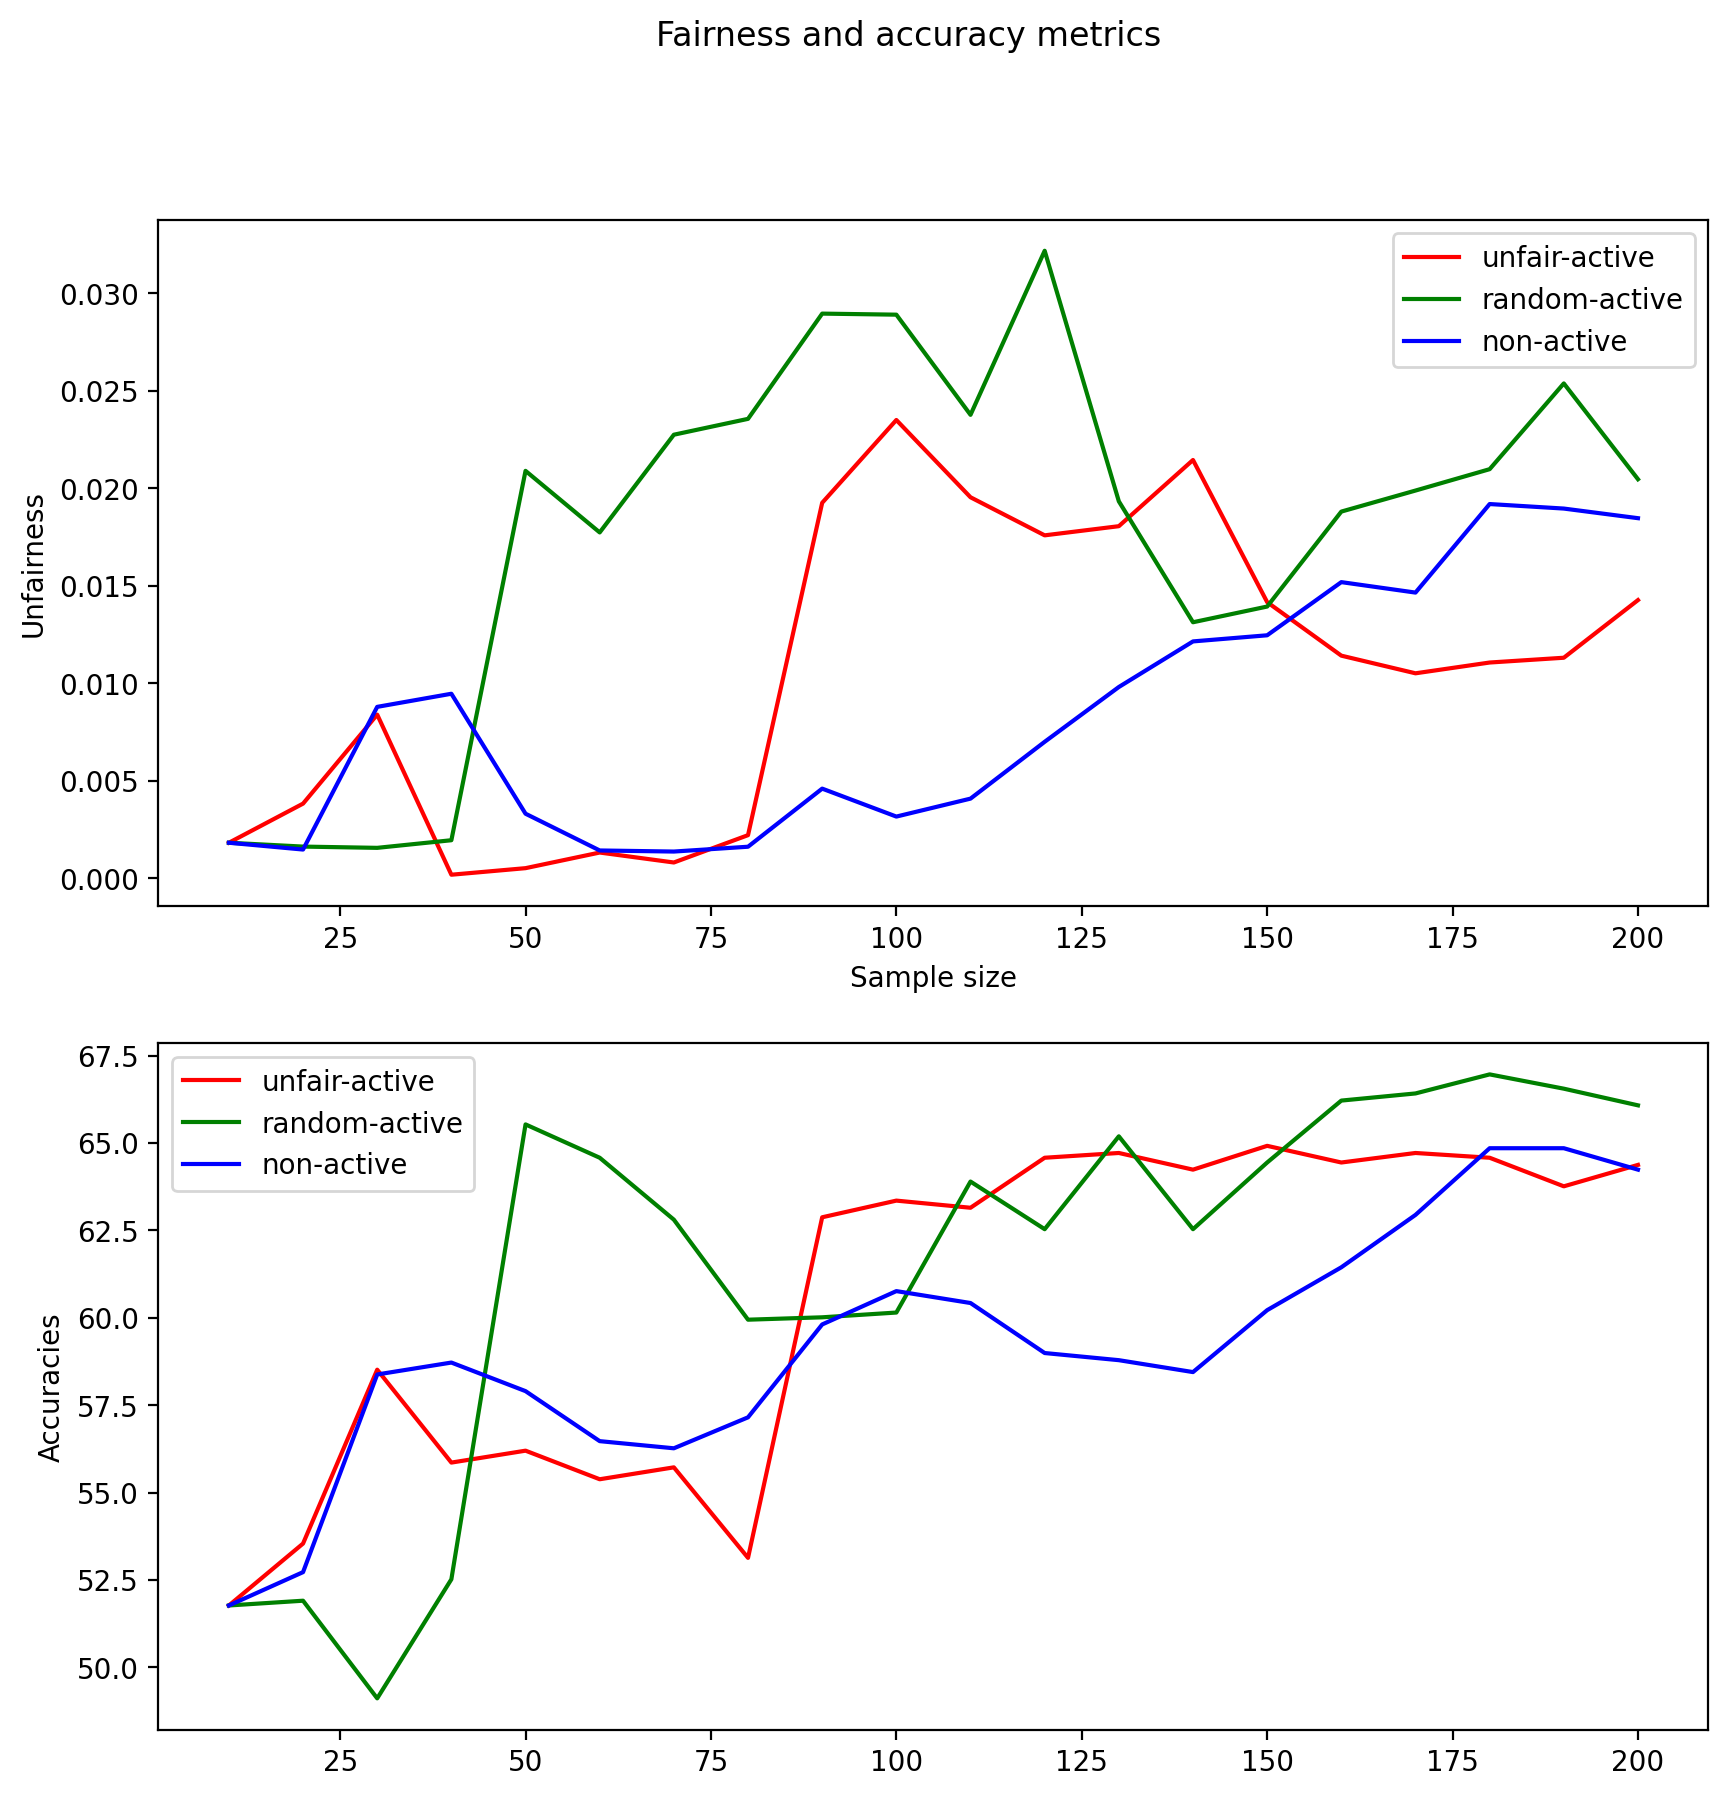 Fairness and accuracy metrics
unfair-active
random-active
non-active
0.030
0.025
0.020
0.015
0.010
0.005
0.000
Unfairness
25 50 75 100 125 150 175 200
Sample size
unfair-active
random-active
non-active
67.5
65.0
62.5
60.0
57.5
55.0
52.5
50.0
Accuracies
25 50 75 100 125 150 175 200